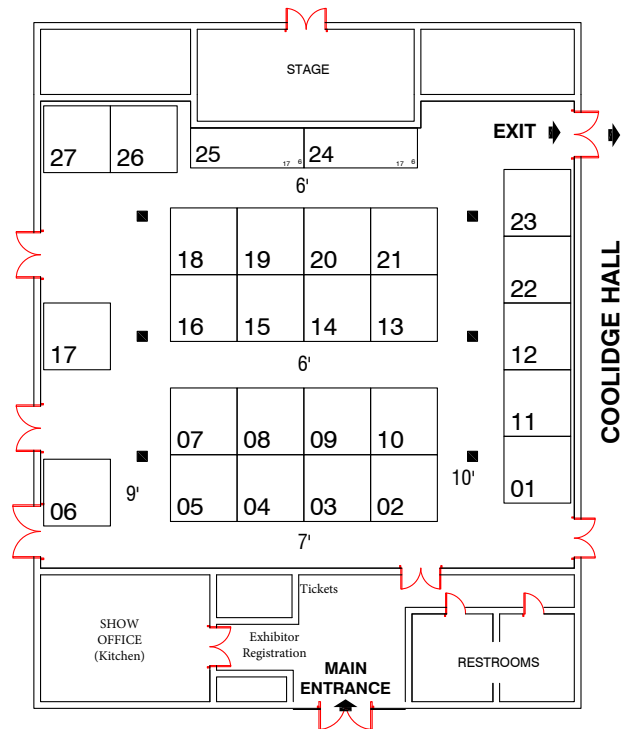 STAGE
EXIT
27
26
25
17 6
24
17 6
6'
23
18
19
20
21
22
COOLIDGE HALL
16
15
14
13
17
12
6'
11
07
08
09
10
01
06
9'
05
04
03
02
10'
7'
Tickets
SHOW
OFFICE
(Kitchen)
Exhibitor
Registration
RESTROOMS
MAIN
ENTRANCE